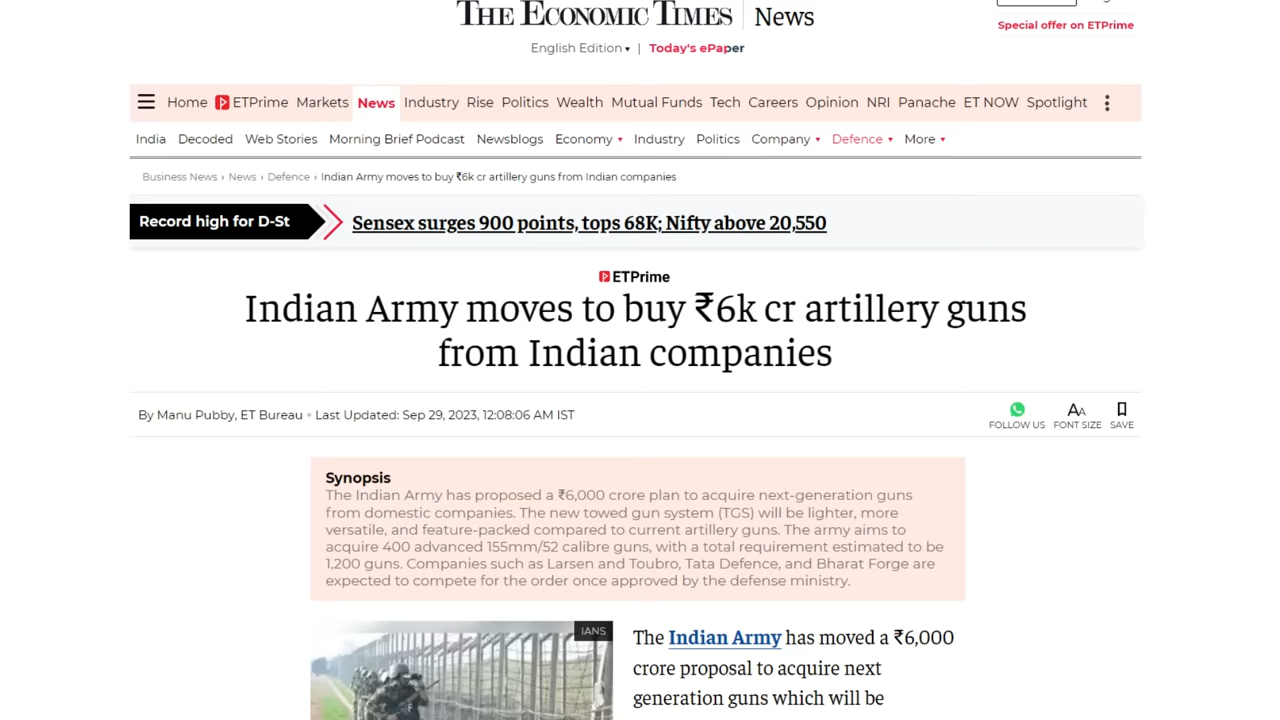 THE ECONOMIC TIMES News
Special offer on ETPrime
English Edition ▾ | Today's ePaper
Home ETPrime Markets News Industry Rise Politics Wealth Mutual Funds Tech Careers Opinion NRI Panache ET NOW Spotlight
India Decoded Web Stories Morning Brief Podcast Newsblogs Economy ▾ Industry Politics Company ▾ Defence ▾ More ▾
Business News › News › Defence › Indian Army moves to buy ₹6k cr artillery guns from Indian companies
Record high for D-St Sensex surges 900 points, tops 68K; Nifty above 20,550
ETPrime
Indian Army moves to buy ₹6k cr artillery guns
from Indian companies
By Manu Pubby, ET Bureau • Last Updated: Sep 29, 2023, 12:08:06 AM IST
FOLLOW US FONT SIZE SAVE
Synopsis
The Indian Army has proposed a ₹6,000 crore plan to acquire next-generation guns
from domestic companies. The new towed gun system (TGS) will be lighter, more
versatile, and feature-packed compared to current artillery guns. The army aims to
acquire 400 advanced 155mm/52 calibre guns, with a total requirement estimated to be
1,200 guns. Companies such as Larsen and Toubro, Tata Defence, and Bharat Forge are
expected to compete for the order once approved by the defense ministry.
IANS
The Indian Army has moved a ₹6,000
crore proposal to acquire next
generation guns which will be